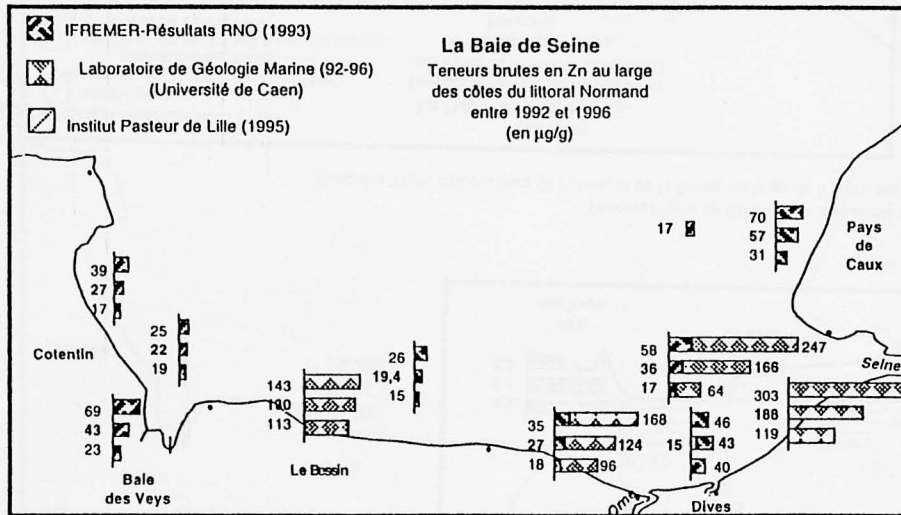 IFREMER-Résultats RNO (1993)
Laboratoire de Géologie Marine (92-96)
(Université de Caen)
Institut Pasteur de Lille (1995)
La Baie de Seine
Teneurs brutes en Zn au large
des côtes du littoral Normand
entre 1992 et 1996
(en µg/g)
17
70
57
31
Pays
de
Caux
39
27
17
Cotentin
25
22
19
26
19,4
15
58
247
36
166
17
64
Seine
143
113
303
188
119
69
43
23
35
168
27
124
18
96
46
15
43
40
Baie
des Veys
Le Bessin
Orne
Dives